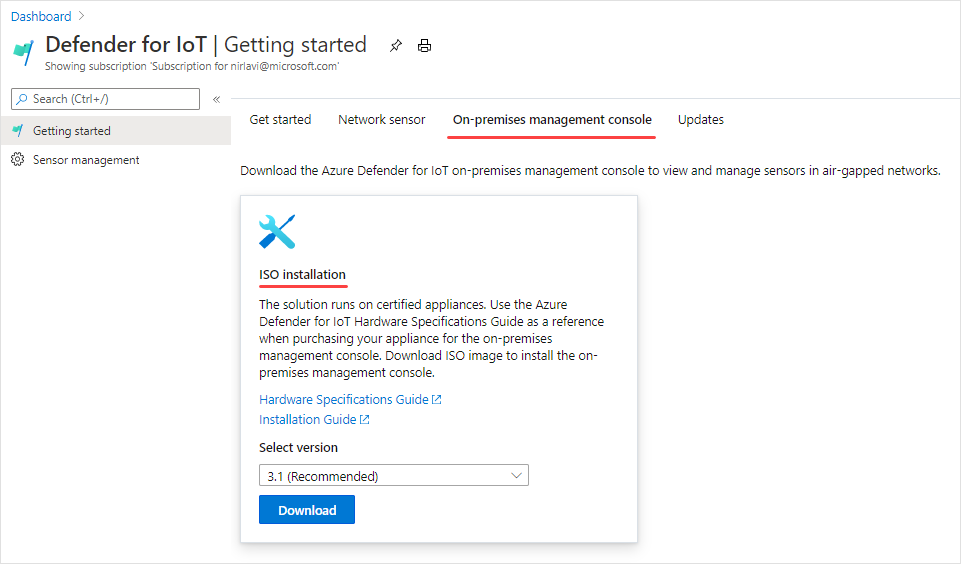 Dashboard
Defender for IoT | Getting started
Showing subscription 'Subscription for nirlavi@microsoft.com'
Search (Ctrl+/)
«
Getting started
Sensor management
Get started
Network sensor
On-premises management console
Updates
Download the Azure Defender for IoT on-premises management console to view and manage sensors in air-gapped networks.
ISO installation
The solution runs on certified appliances. Use the Azure
Defender for IoT Hardware Specifications Guide as a reference
when purchasing your appliance for the on-premises
management console. Download ISO image to install the on-
premises management console.
Hardware Specifications Guide
Installation Guide
Select version
3.1 (Recommended)
Download